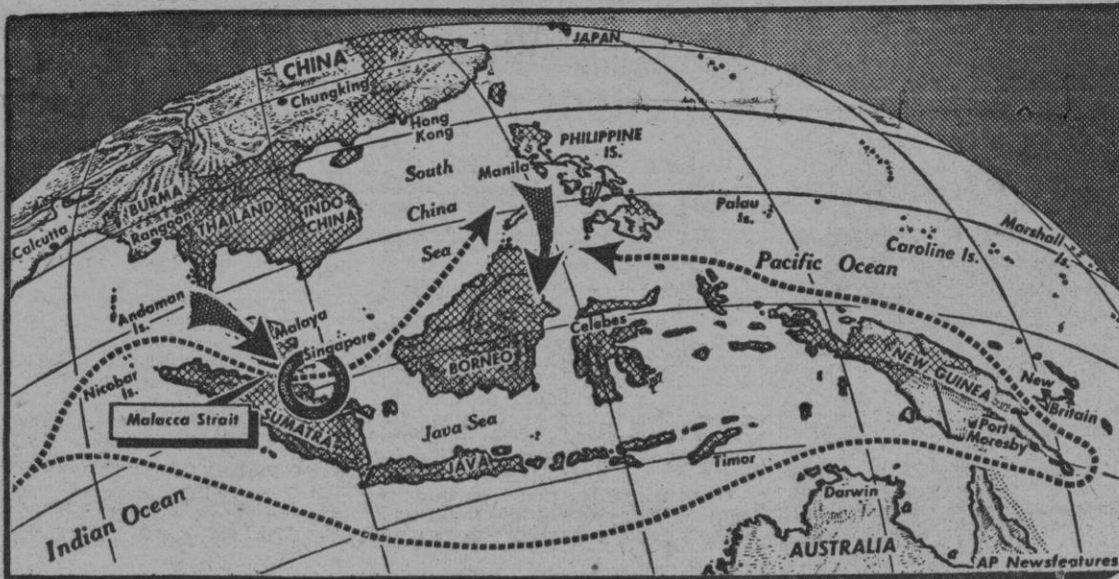 JAPAN
CHINA
Chungking
Hong
Kong
PHILIPPINE
IS.
South
China
Sea
Manila
BURMA
Rangoon
THAILAND
INDO-
CHINA
Calcutta
Palau
Is.
Caroline Is.
Marshall
Is.
Pacific Ocean
Andaman
Is.
Malaya
Singapore
Nicobar
Is.
Malacca Strait
SUMATRA
BORNEO
Celebes
NEW GUINEA
New
Britain
Port
Moresby
Java Sea
JAVA
Timor
Darwin
Indian Ocean
AUSTRALIA
AP Newsfeatures